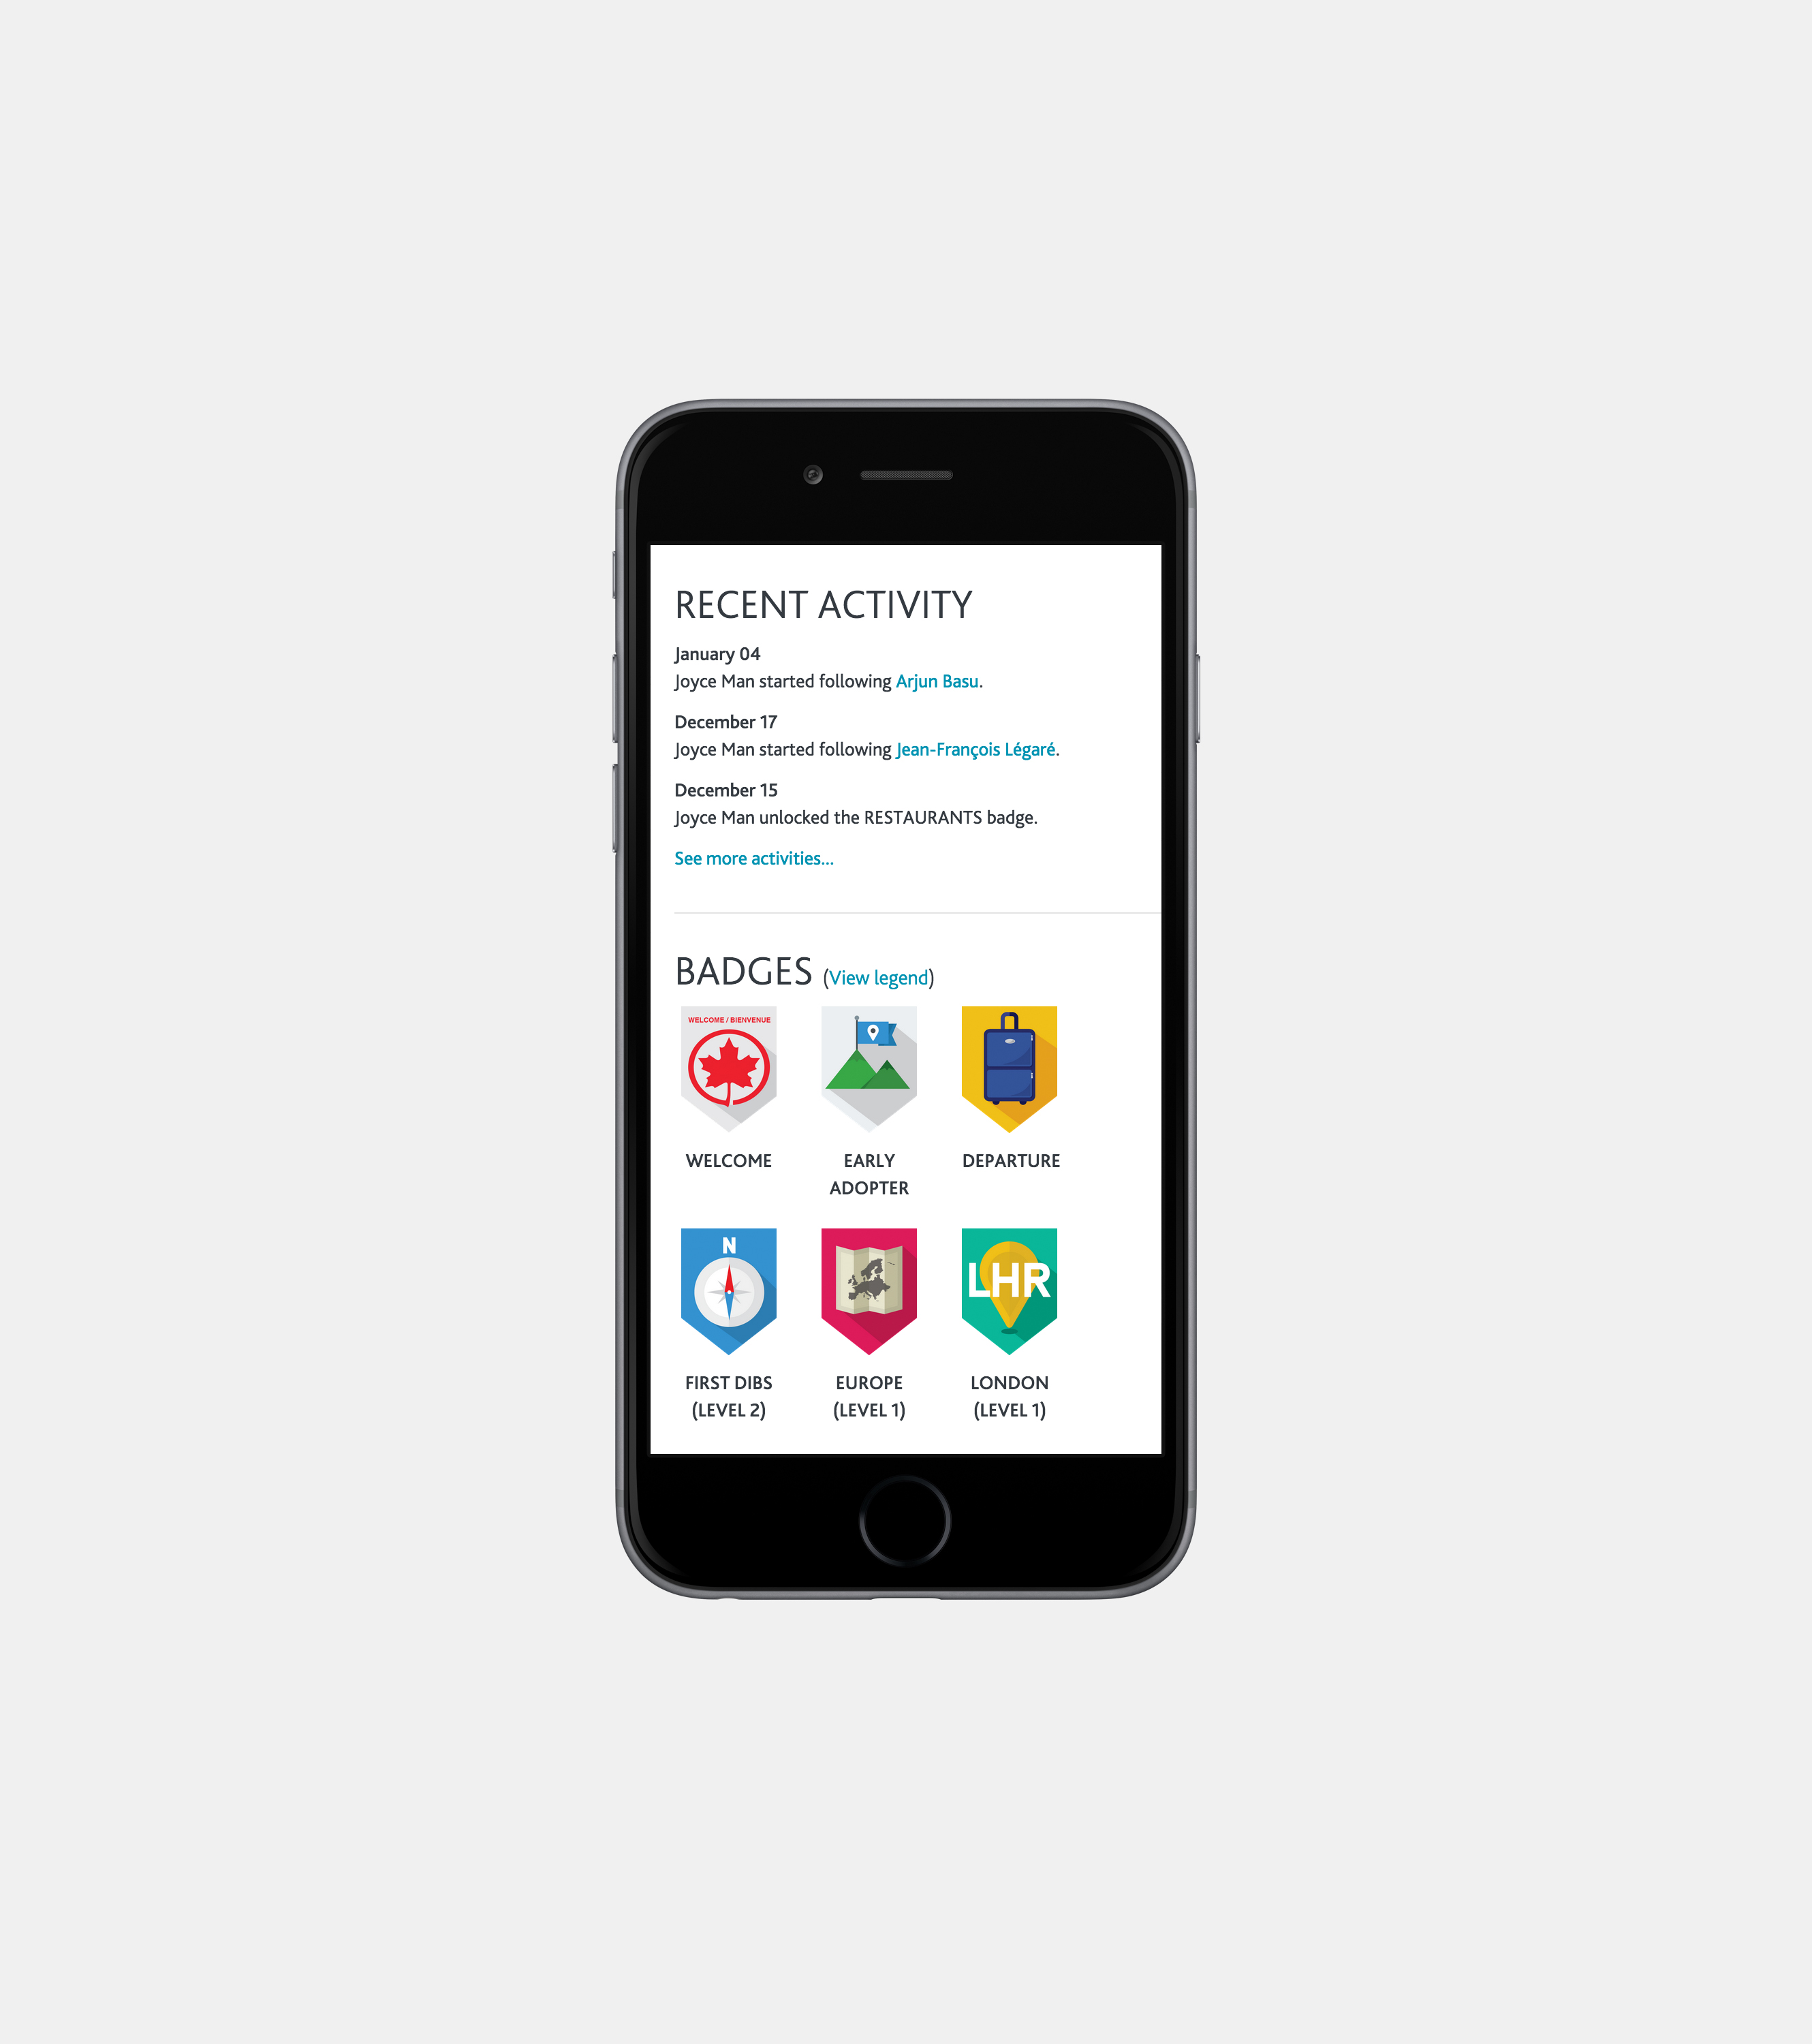 RECENT ACTIVITY
January 04
Joyce Man started following Arjun Basu.
December 17
Joyce Man started following Jean-François Légaré.
December 15
Joyce Man unlocked the RESTAURANTS badge.
See more activities...
BADGES (View legend)
WELCOME / BIENVENUE
WELCOME
EARLY
ADOPTER
DEPARTURE
N
LHR
FIRST DIBS
(LEVEL 2)
EUROPE
(LEVEL 1)
LONDON
(LEVEL 1)